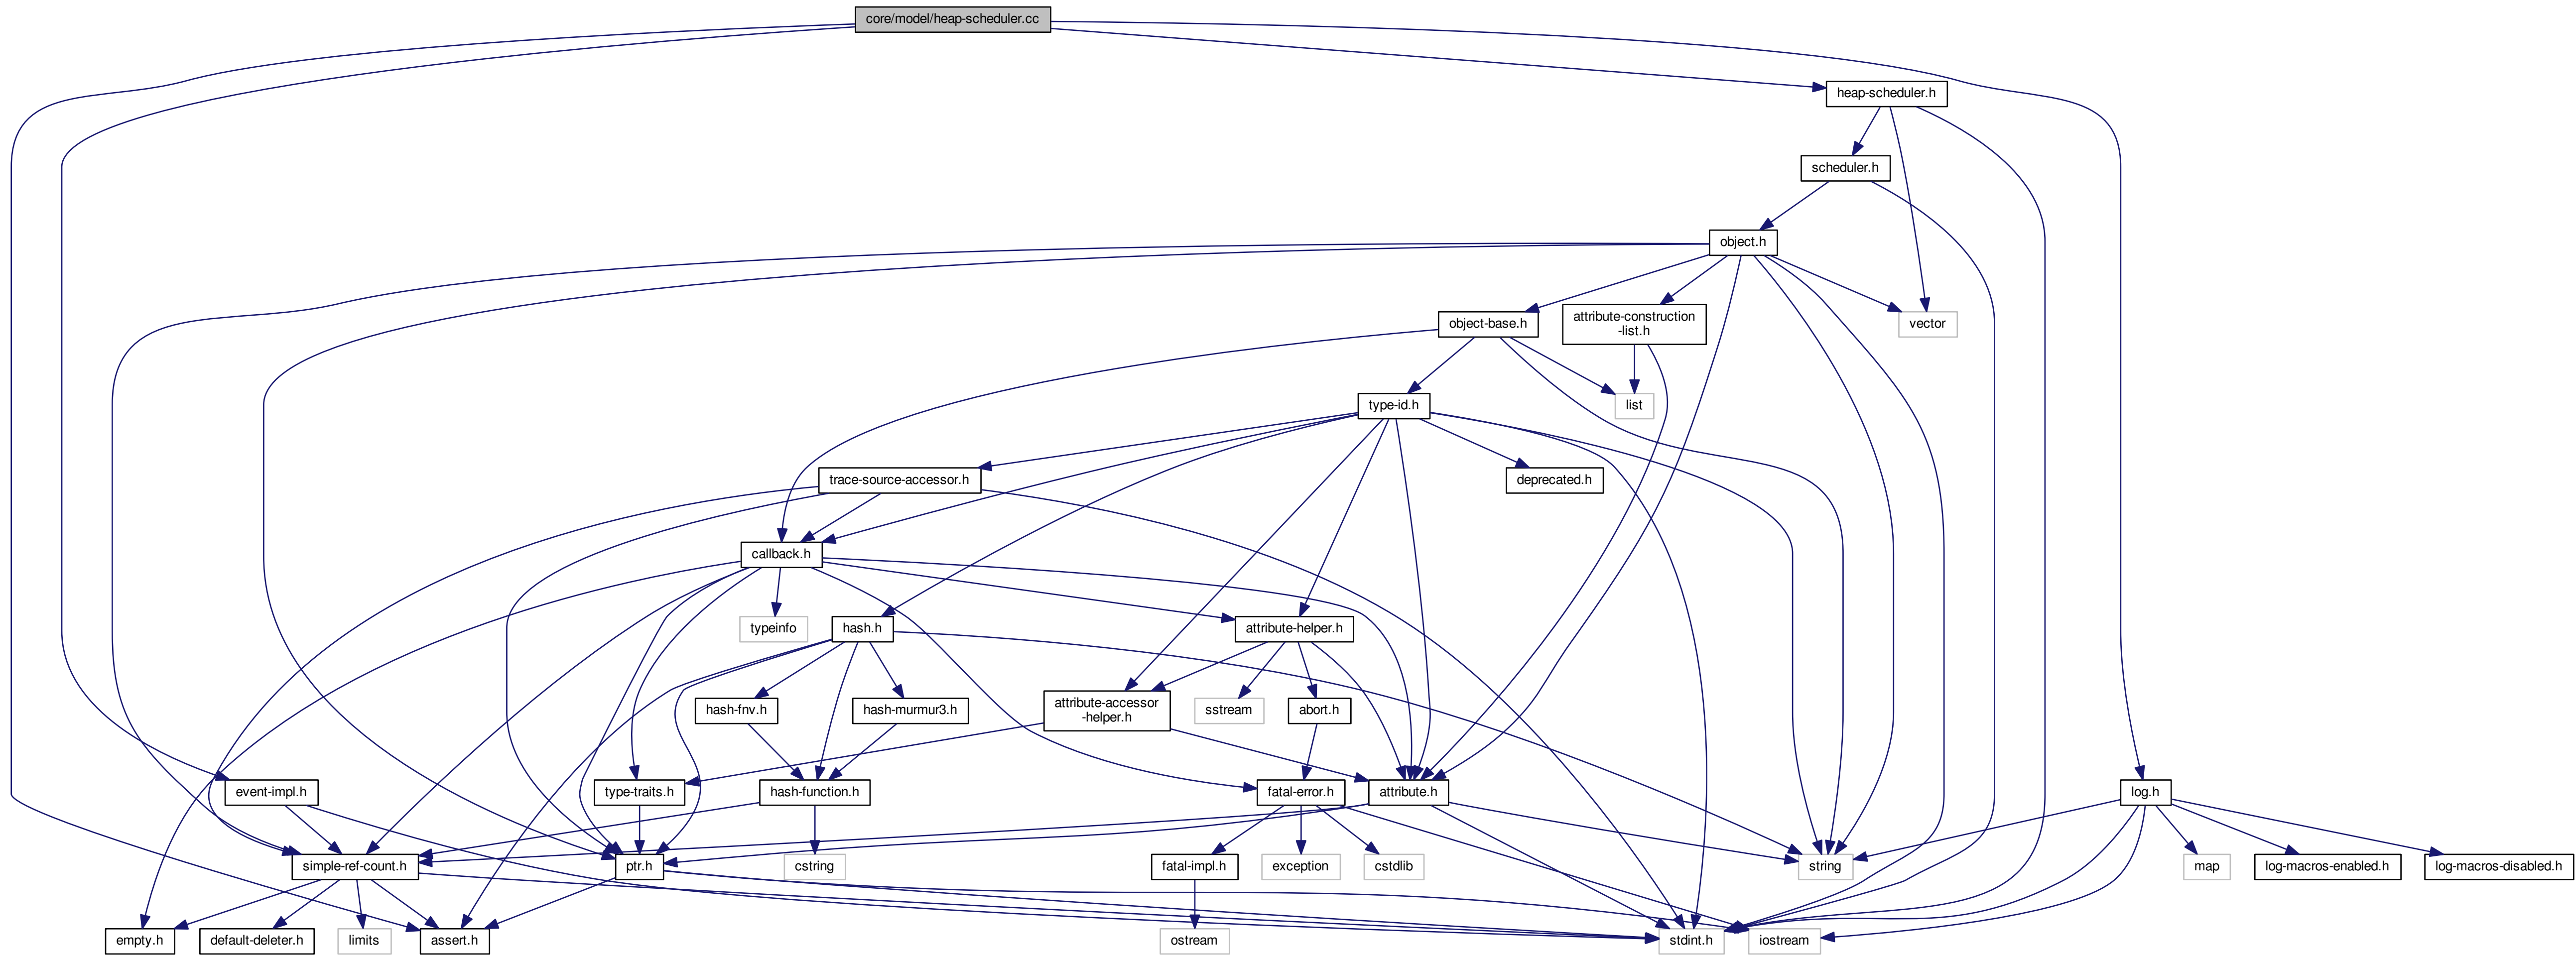 core/model/heap-scheduler.cc
heap-scheduler.h
scheduler.h
object.h
object-base.h
attribute-construction
-list.h
vector
type-id.h
list
trace-source-accessor.h
deprecated.h
callback.h
typeinfo
hash.h
attribute-helper.h
hash-fnv.h
hash-murmur3.h
attribute-accessor
-helper.h
sstream
abort.h
event-impl.h
type-traits.h
hash-function.h
fatal-error.h
attribute.h
log.h
simple-ref-count.h
ptr.h
cstring
fatal-impl.h
exception
cstdlib
string
map
log-macros-enabled.h
log-macros-disabled.h
empty.h
default-deleter.h
limits
assert.h
ostream
stdint.h
iostream